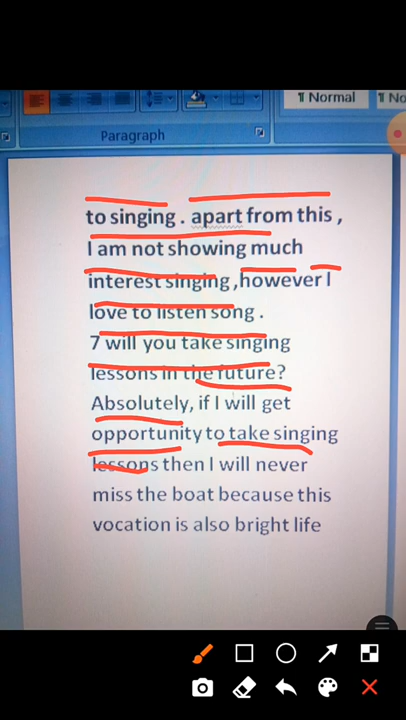 ¶ Normal
¶ No
Paragraph
to singing . apart from this ,
I am not showing much
interest singing ,however I
love to listen song .
7 will you take singing
lessons in the future?
Absolutely, if I will get
opportunity to take singing
lessons then I will never
miss the boat because this
vocation is also bright life